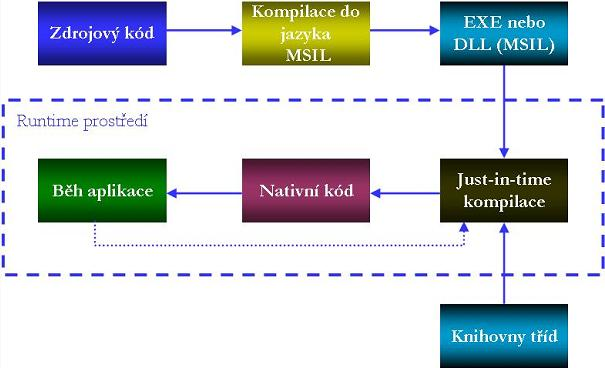 Zdrojový kód
Kompilace do
jazyka
MSIL
EXE nebo
DLL (MSIL)
Runtime prostředí
Běh aplikace
Nativní kód
Just-in-time
kompilace
Knihovny tříd